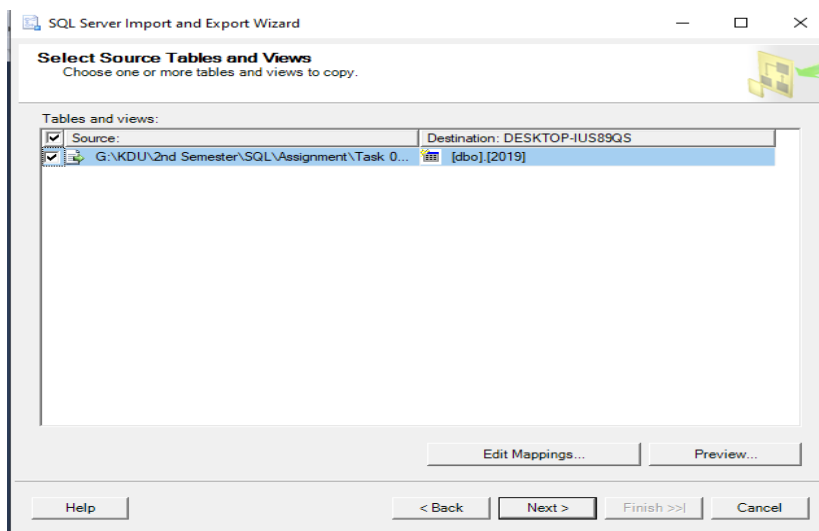 SQL Server Import and Export Wizard
Select Source Tables and Views
Choose one or more tables and views to copy.
Tables and views:
Source: Destination: DESKTOP-IUS89QS
G:\KDU\2nd Semester\SQL\Assignment\Task 0... [dbo].[2019]
Edit Mappings... Preview...
Help < Back Next > Finish >>| Cancel